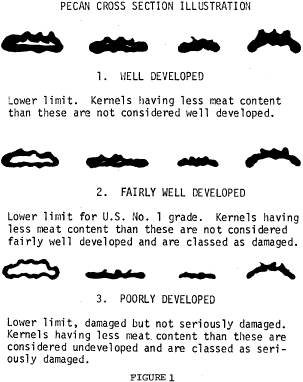 PECAN CROSS SECTION ILLUSTRATION
1. WELL DEVELOPED
Lower limit. Kernels having less meat content
than these are not considered well developed.
2. FAIRLY WELL DEVELOPED
Lower limit for U.S. No. 1 grade. Kernels having
less meat content than these are not considered
fairly well developed and are classed as damaged.
3. POORLY DEVELOPED
Lower limit, damaged but not seriously damaged.
Kernels having less meat content than these are
considered undeveloped and are classed as seri-
ously damaged.
FIGURE 1